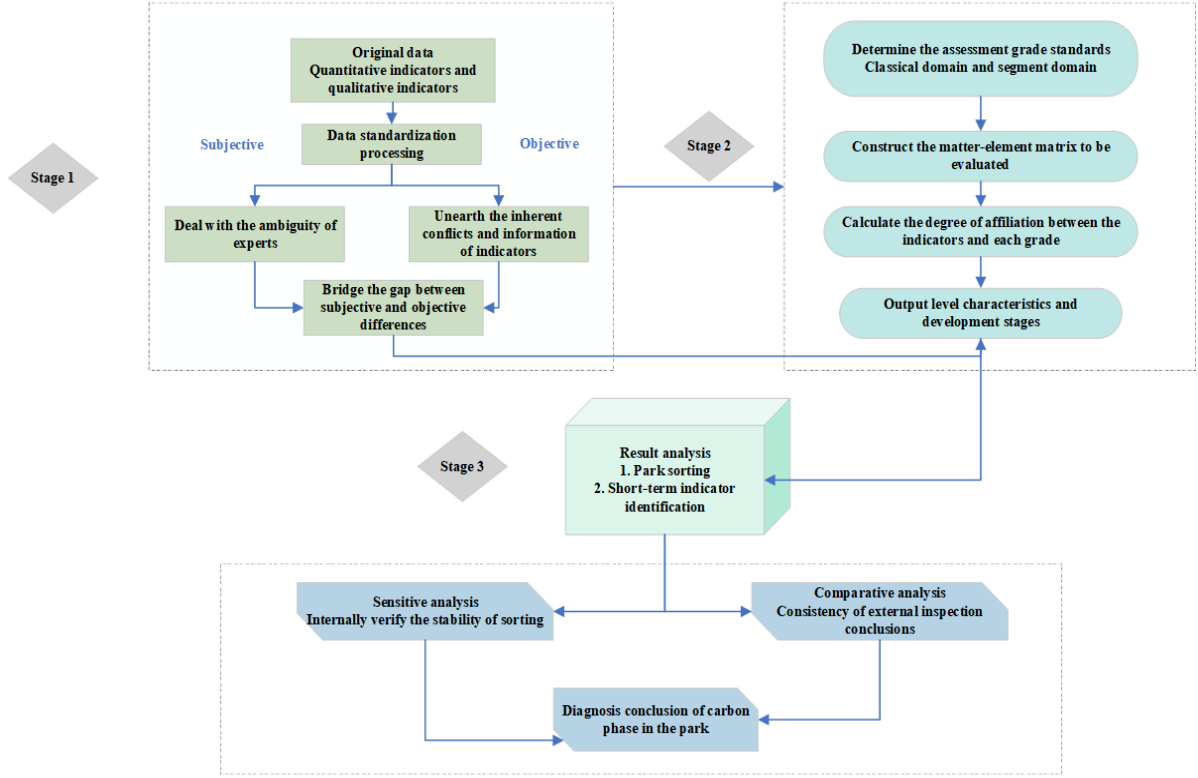 Stage 1
Original data
Quantitative indicators and
qualitative indicators
Subjective
Objective
Data standardization
processing
Deal with the ambiguity of
experts
Unearth the inherent
conflicts and information
of indicators
Bridge the gap between
subjective and objective
differences
Stage 2
Determine the assessment grade standards
Classical domain and segment domain
Construct the matter-element matrix to be
evaluated
Calculate the degree of affiliation between the
indicators and each grade
Output level characteristics and
development stages
Stage 3
Result analysis
1. Park sorting
2. Short-term indicator
identification
Sensitive analysis
Internally verify the stability of sorting
Comparative analysis
Consistency of external inspection
conclusions
Diagnosis conclusion of carbon
phase in the park